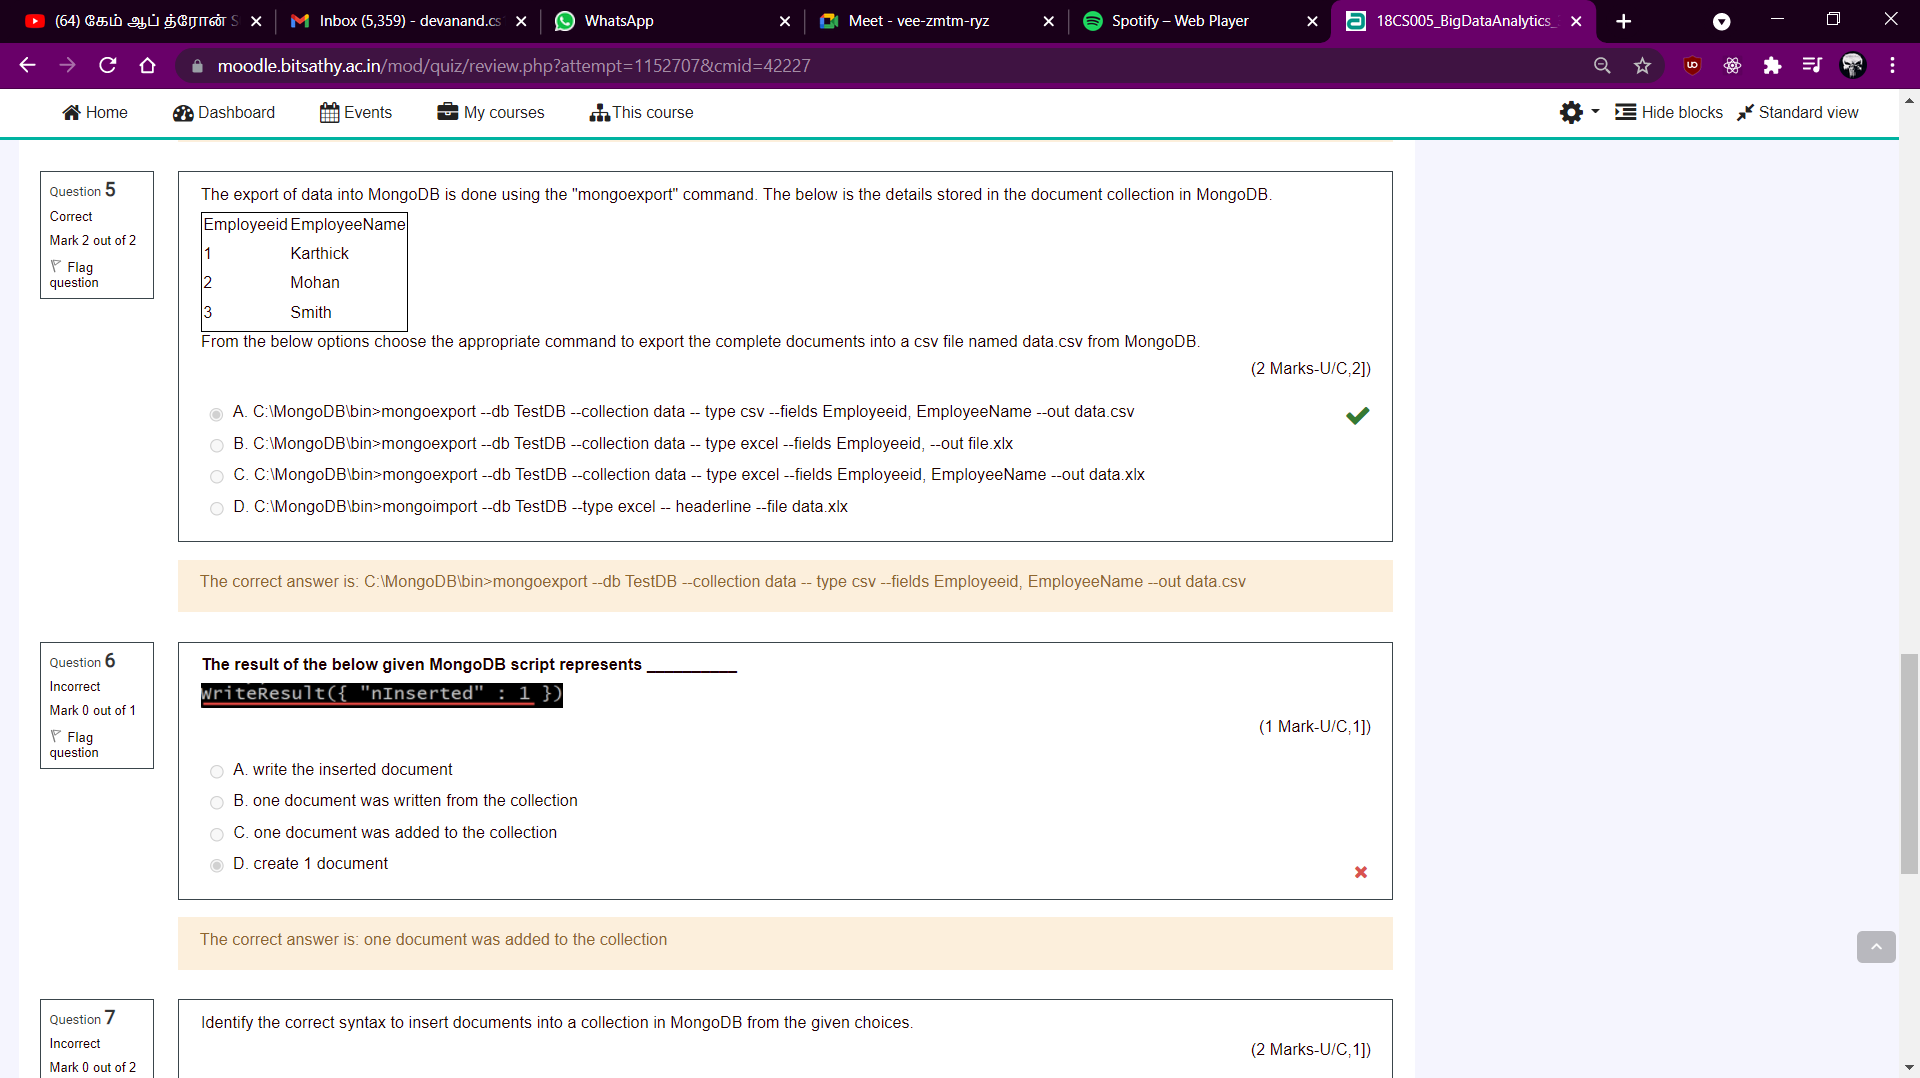 (64) கேம் ஆப் த்ரோன் S
Inbox (5,359) - devanand.cs
WhatsApp
Meet - vee-zmtm-ryz
Spotify – Web Player
18CS005_BigDataAnalytics_
moodle.bitsathy.ac.in/mod/quiz/review.php?attempt=1152707&cmid=42227
Home
Dashboard
Events
My courses
This course
Hide blocks
Standard view
Question 5
Correct
Mark 2 out of 2
Flag
question
The export of data into MongoDB is done using the "mongoexport" command. The below is the details stored in the document collection in MongoDB.
Employeeid EmployeeName
1 Karthick
2 Mohan
3 Smith
From the below options choose the appropriate command to export the complete documents into a csv file named data.csv from MongoDB.
(2 Marks-U/C,2])
A. C:\MongoDB\bin>mongoexport --db TestDB --collection data -- type csv --fields Employeeid, EmployeeName --out data.csv
B. C:\MongoDB\bin>mongoexport --db TestDB --collection data -- type excel --fields Employeeid, --out file.xlx
C. C:\MongoDB\bin>mongoexport --db TestDB --collection data -- type excel --fields Employeeid, EmployeeName --out data.xlx
D. C:\MongoDB\bin>mongoimport --db TestDB --type excel -- headerline --file data.xlx
The correct answer is: C:\MongoDB\bin>mongoexport --db TestDB --collection data -- type csv --fields Employeeid, EmployeeName --out data.csv
Question 6
Incorrect
Mark 0 out of 1
Flag
question
The result of the below given MongoDB script represents __________
WriteResult({ "nInserted" : 1 })
(1 Mark-U/C,1])
A. write the inserted document
B. one document was written from the collection
C. one document was added to the collection
D. create 1 document
The correct answer is: one document was added to the collection
Question 7
Incorrect
Mark 0 out of 2
Identify the correct syntax to insert documents into a collection in MongoDB from the given choices.
(2 Marks-U/C,1])